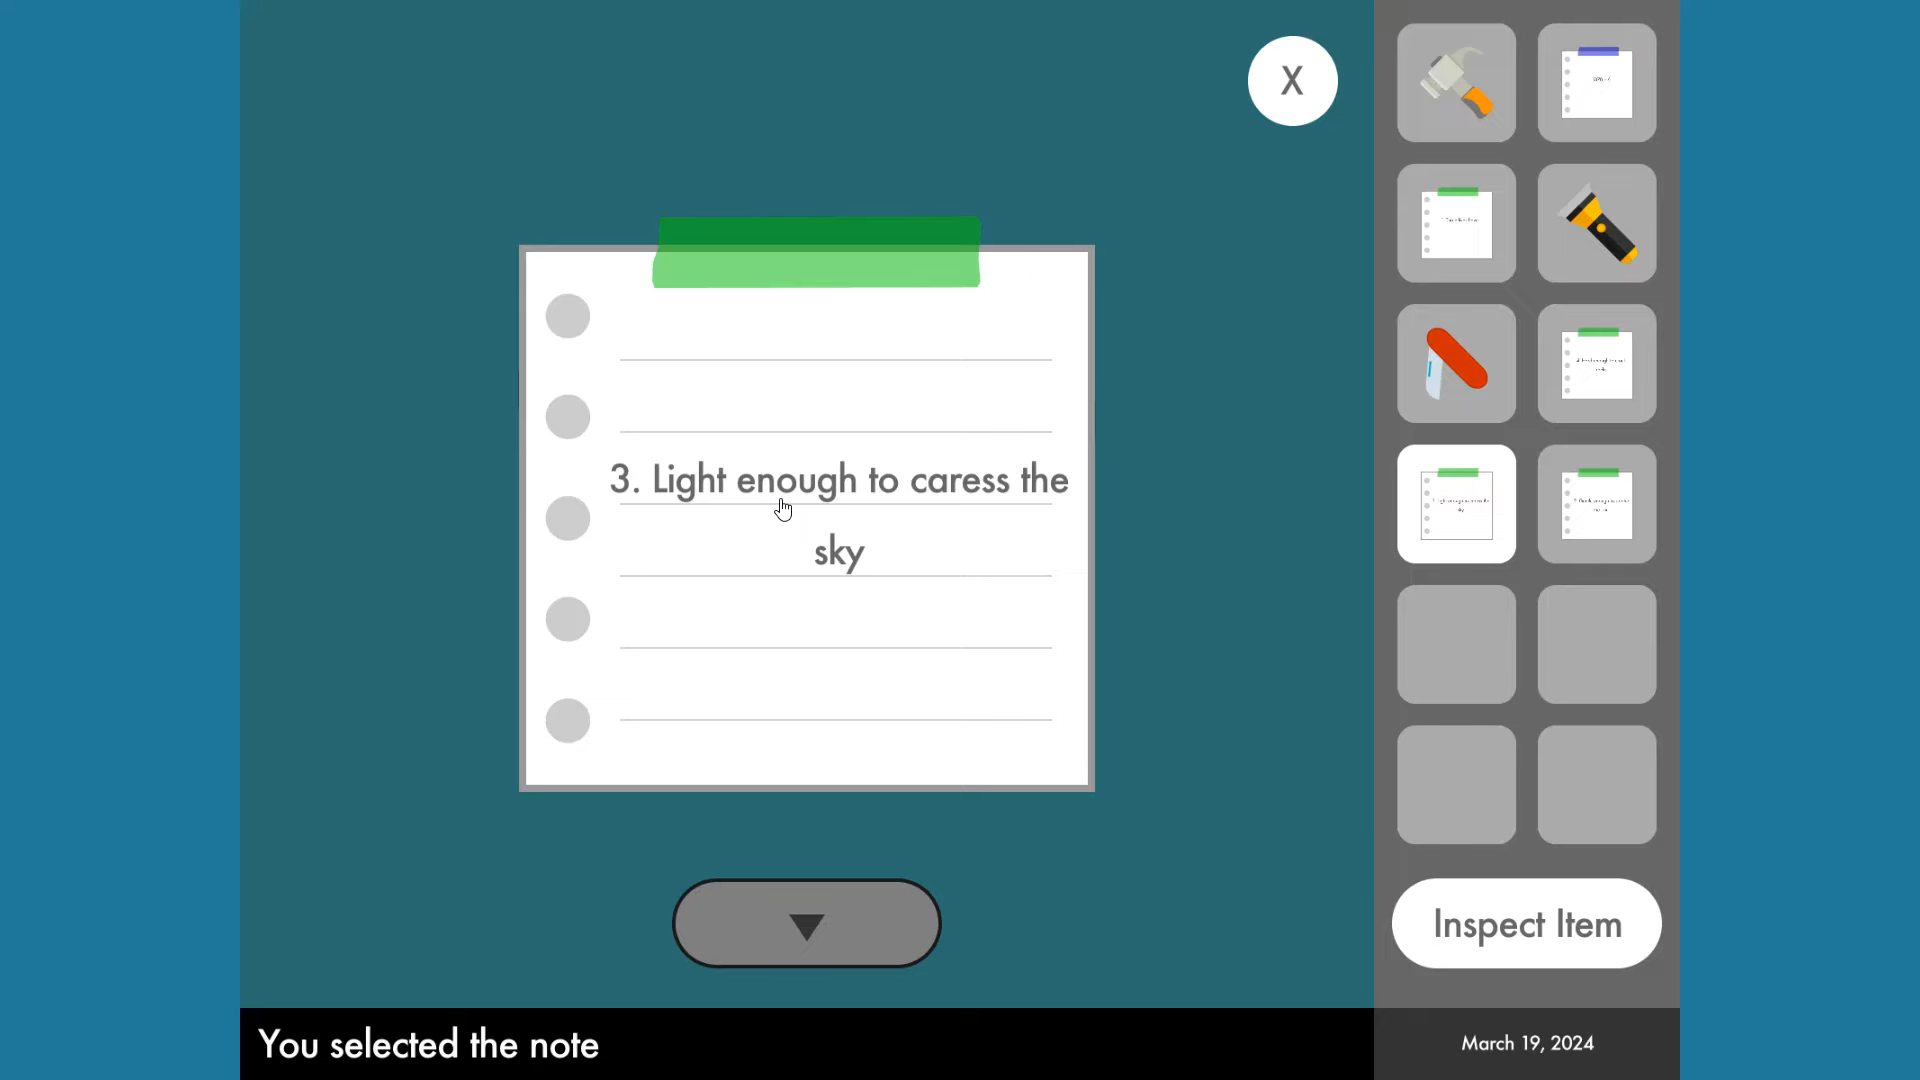 X
3. Light enough to caress the
sky
Inspect Item
You selected the note
March 19, 2024